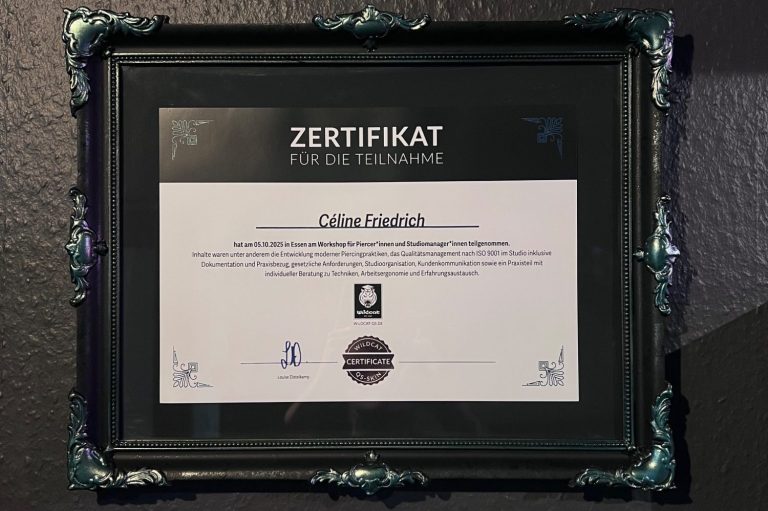 ZERTIFIKAT
FÜR DIE TEILNAHME
Céline Friedrich
hat am 05.10.2025 in Essen am Workshop für Piercer*innen und Studiomanager*innen teilgenommen.
Inhalte waren unter anderem die Entwicklung moderner Piercingpraktiken, das Qualitätsmanagement nach ISO 9001 im Studio inklusive
Dokumentation und Praxisbezug, gesetzliche Anforderungen, Studioorganisation, Kundenkommunikation sowie ein Praxisteil mit
individueller Beratung zu Techniken, Arbeitsergonomie und Erfahrungsaustausch.
Wildcat
WILDCAT
CERTIFICATE
QS-SKIN